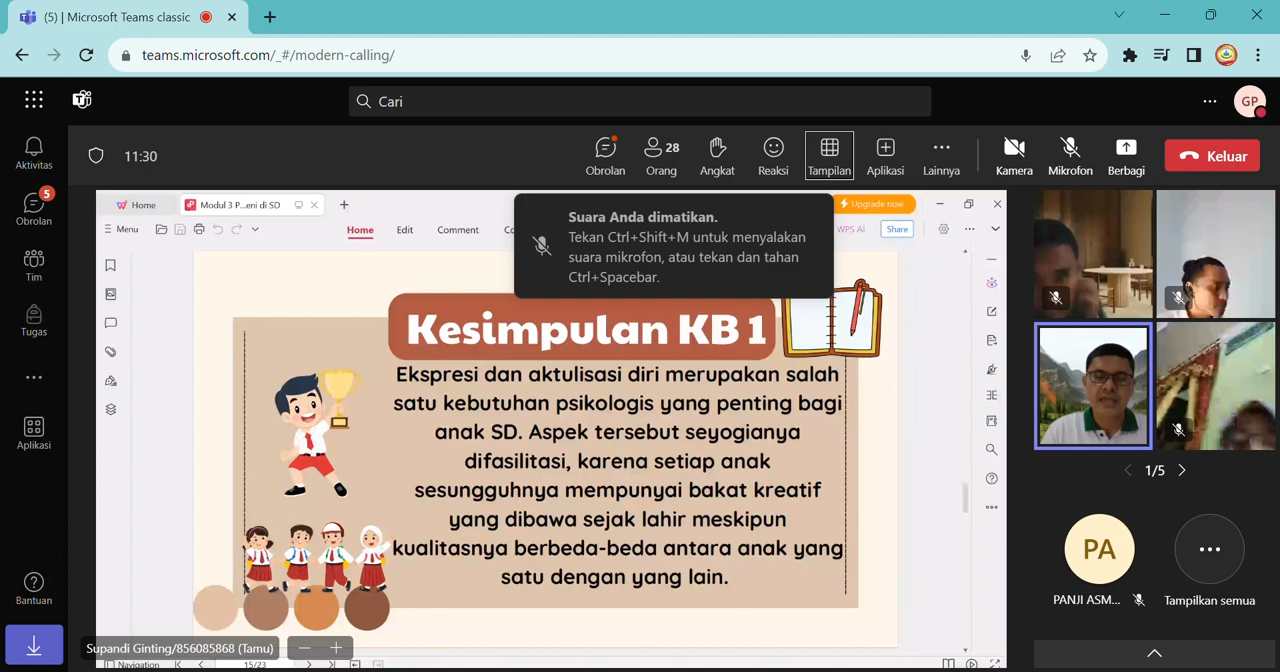 (5) | Microsoft Teams classic
teams.microsoft.com/_#/modern-calling/
Cari
GP
11:30
Obrolan
28
Orang
Angkat
Reaksi
Tampilan
Aplikasi
Lainnya
Kamera
Mikrofon
Berbagi
Keluar
Aktivitas
5
Obrolan
Tim
Tugas
Aplikasi
Bantuan
Home
Modul 3 P...eni di SD
Upgrade now
Menu
Home
Edit
Comment
WPS AI
Share
Suara Anda dimatikan.
Tekan Ctrl+Shift+M untuk menyalakan
suara mikrofon, atau tekan dan tahan
Ctrl+Spacebar.
Kesimpulan KB 1
Ekspresi dan aktulisasi diri merupakan salah
satu kebutuhan psikologis yang penting bagi
anak SD. Aspek tersebut seyogianya
difasilitasi, karena setiap anak
sesungguhnya mempunyai bakat kreatif
yang dibawa sejak lahir meskipun
kualitasnya berbeda-beda antara anak yang
satu dengan yang lain.
Supandi Ginting/856085868 (Tamu)
Navigation
15/23
1/5
PA
PANJI ASM...
Tampilkan semua